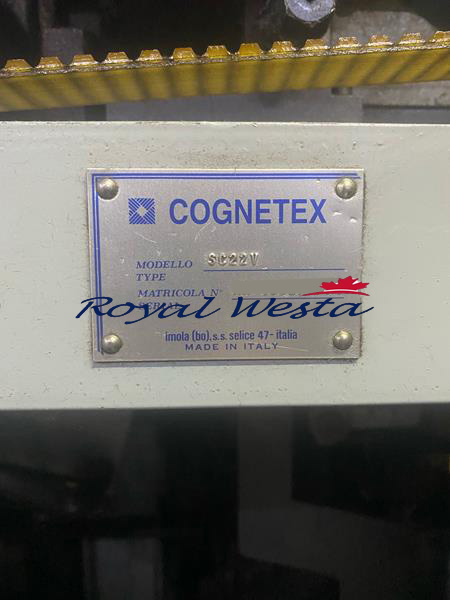 COGNETEX
MODELLO SC22V
TYPE
MATRICOLA N°
Royal Westa
imola (bo), s.s. selice 47- italia
MADE IN ITALY